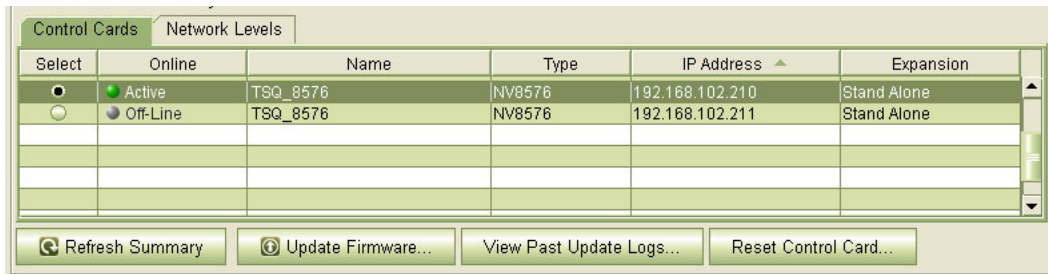 Control Cards Network Levels
Select Online Name Type IP Address Expansion
Active TSQ_8576 NV8576 192.168.102.210 Stand Alone
Off-Line TSQ_8576 NV8576 192.168.102.211 Stand Alone
Refresh Summary Update Firmware... View Past Update Logs... Reset Control Card...